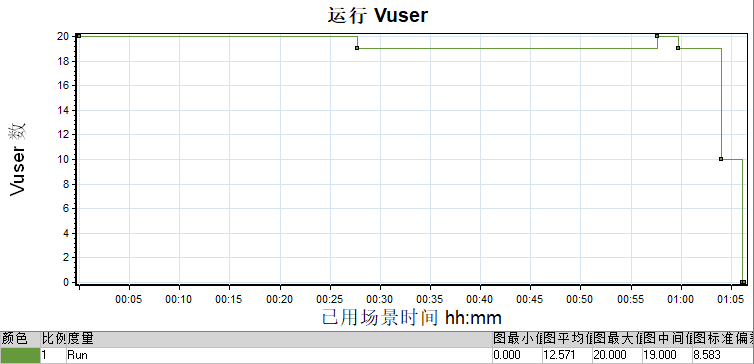 运行 Vuser
Vuser 数
20
18
16
14
12
10
8
6
4
2
0
00:05 00:10 00:15 00:20 00:25 00:30 00:35 00:40 00:45 00:50 00:55 01:00 01:05
已用场景时间 hh:mm
颜色 比例 度量 图最小值 图平均值 图最大值 图中间值 图标准偏差
1 Run 0.000 12.571 20.000 19.000 8.583